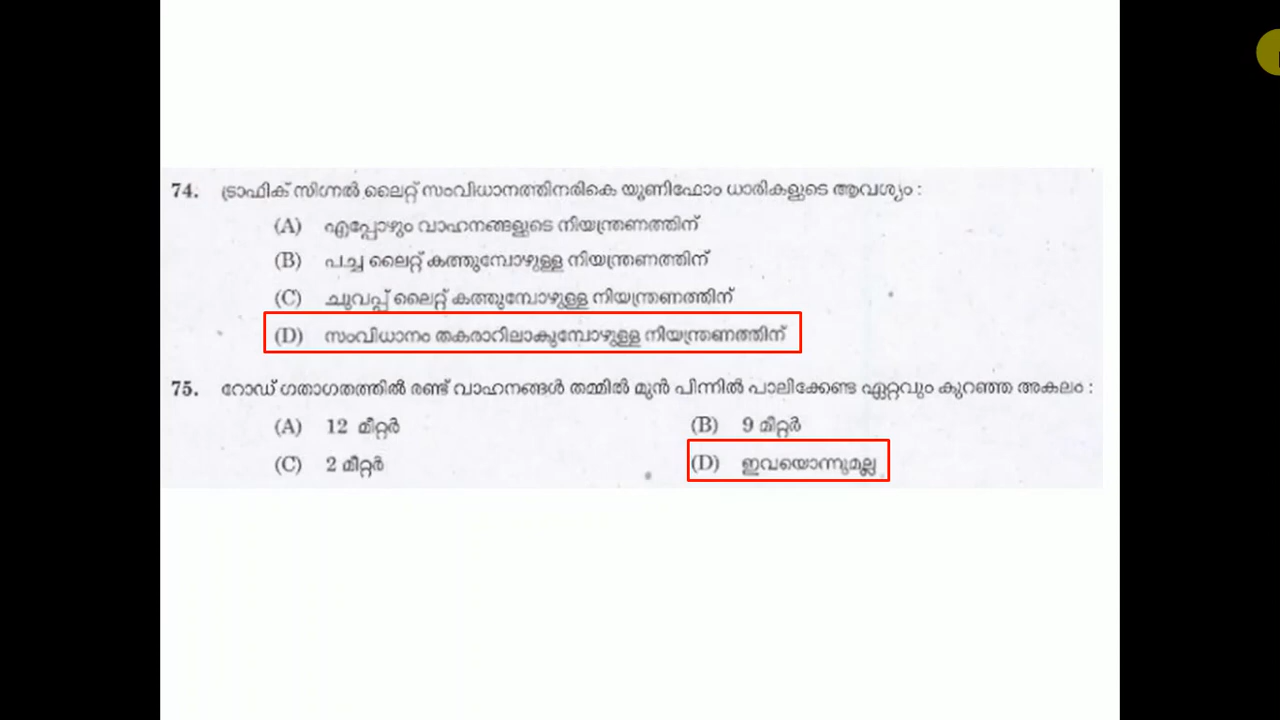 74. ട്രാഫിക് സിഗ്നൽ ലൈറ്റ് സംവിധാനത്തിനരികെ യൂണിഫോം ധാരികളുടെ ആവശ്യം :
(A) എപ്പോഴും വാഹനങ്ങളുടെ നിയന്ത്രണത്തിന്
(B) പച്ച ലൈറ്റ് കത്തുമ്പോഴുള്ള നിയന്ത്രണത്തിന്
(C) ചുവപ്പ് ലൈറ്റ് കത്തുമ്പോഴുള്ള നിയന്ത്രണത്തിന്
(D) സംവിധാനം തകരാറിലാകുമ്പോഴുള്ള നിയന്ത്രണത്തിന്
75. റോഡ് ഗതാഗതത്തിൽ രണ്ട് വാഹനങ്ങൾ തമ്മിൽ മുൻ പിന്നിൽ പാലിക്കേണ്ട ഏറ്റവും കുറഞ്ഞ അകലം :
(A) 12 മീറ്റർ (B) 9 മീറ്റർ
(C) 2 മീറ്റർ (D) ഇവയൊന്നുമല്ല